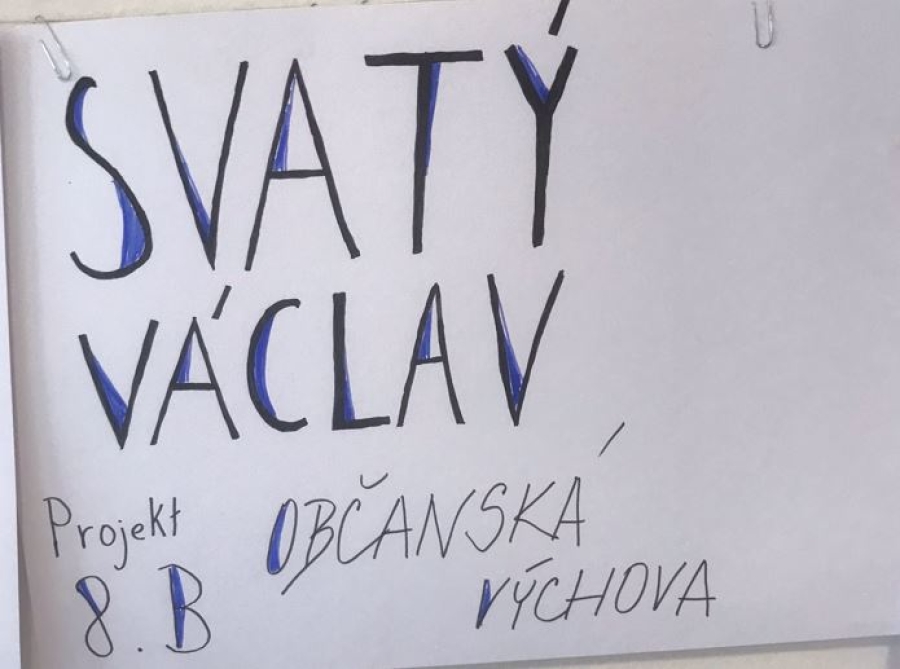 SVATÝ
VÁCLAV
Projekt OBČANSKÁ
8.B VÝCHOVA